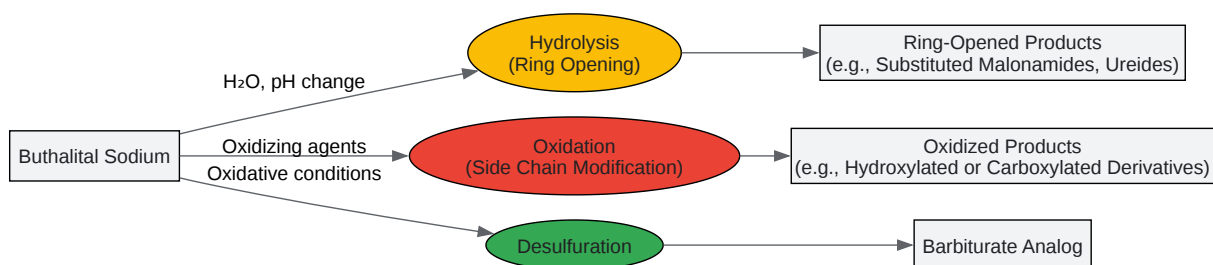 Hydrolysis
(Ring Opening)
Ring-Opened Products
(e.g., Substituted Malonamides, Ureides)
H₂O, pH change
Buthalital Sodium
Oxidizing agents
Oxidation
(Side Chain Modification)
Oxidized Products
(e.g., Hydroxylated or Carboxylated Derivatives)
Oxidative conditions
Desulfuration
Barbiturate Analog